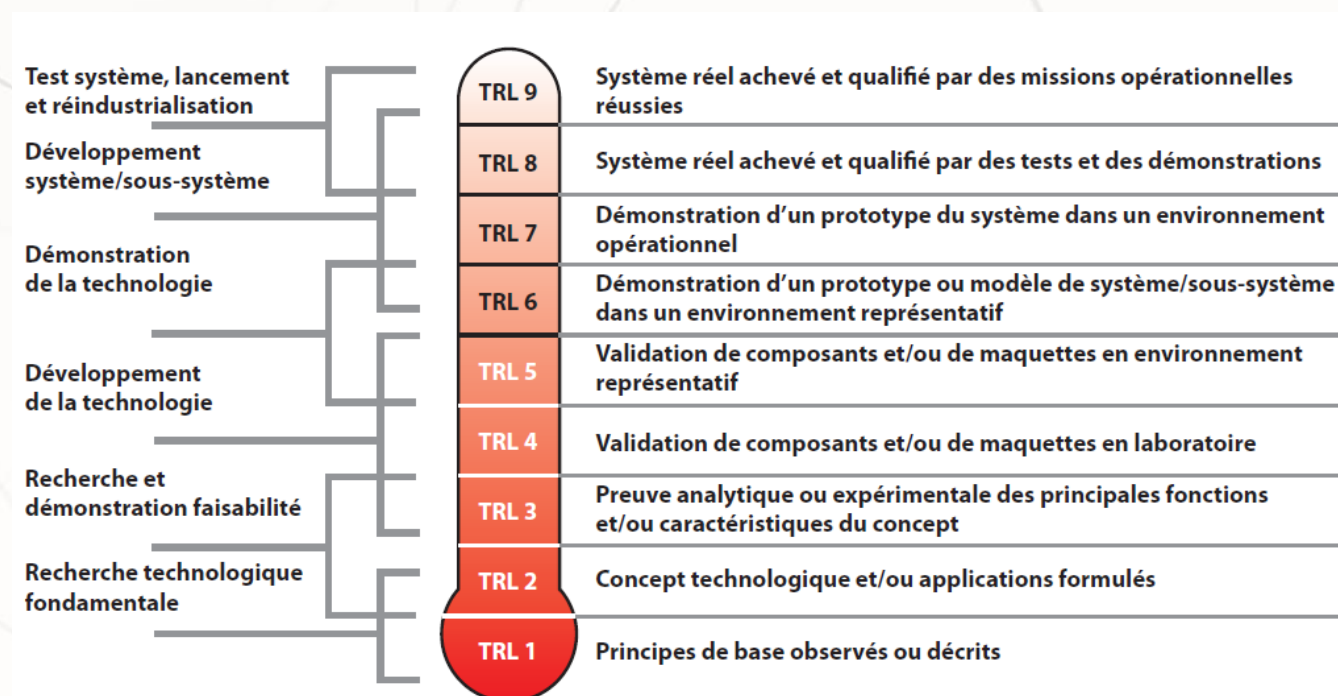 Test système, lancement
et réindustrialisation
Développement
système/sous-système
Démonstration
de la technologie
Développement
de la technologie
Recherche et
démonstration faisabilité
Recherche technologique
fondamentale
TRL 9
Système réel achevé et qualifié par des missions opérationnelles
réussies
TRL 8
Système réel achevé et qualifié par des tests et des démonstrations
TRL 7
Démonstration d’un prototype du système dans un environnement
opérationnel
TRL 6
Démonstration d’un prototype ou modèle de système/sous-système
dans un environnement représentatif
TRL 5
Validation de composants et/ou de maquettes en environnement
représentatif
TRL 4
Validation de composants et/ou de maquettes en laboratoire
TRL 3
Preuve analytique ou expérimentale des principales fonctions
et/ou caractéristiques du concept
TRL 2
Concept technologique et/ou applications formulés
TRL 1
Principes de base observés ou décrits